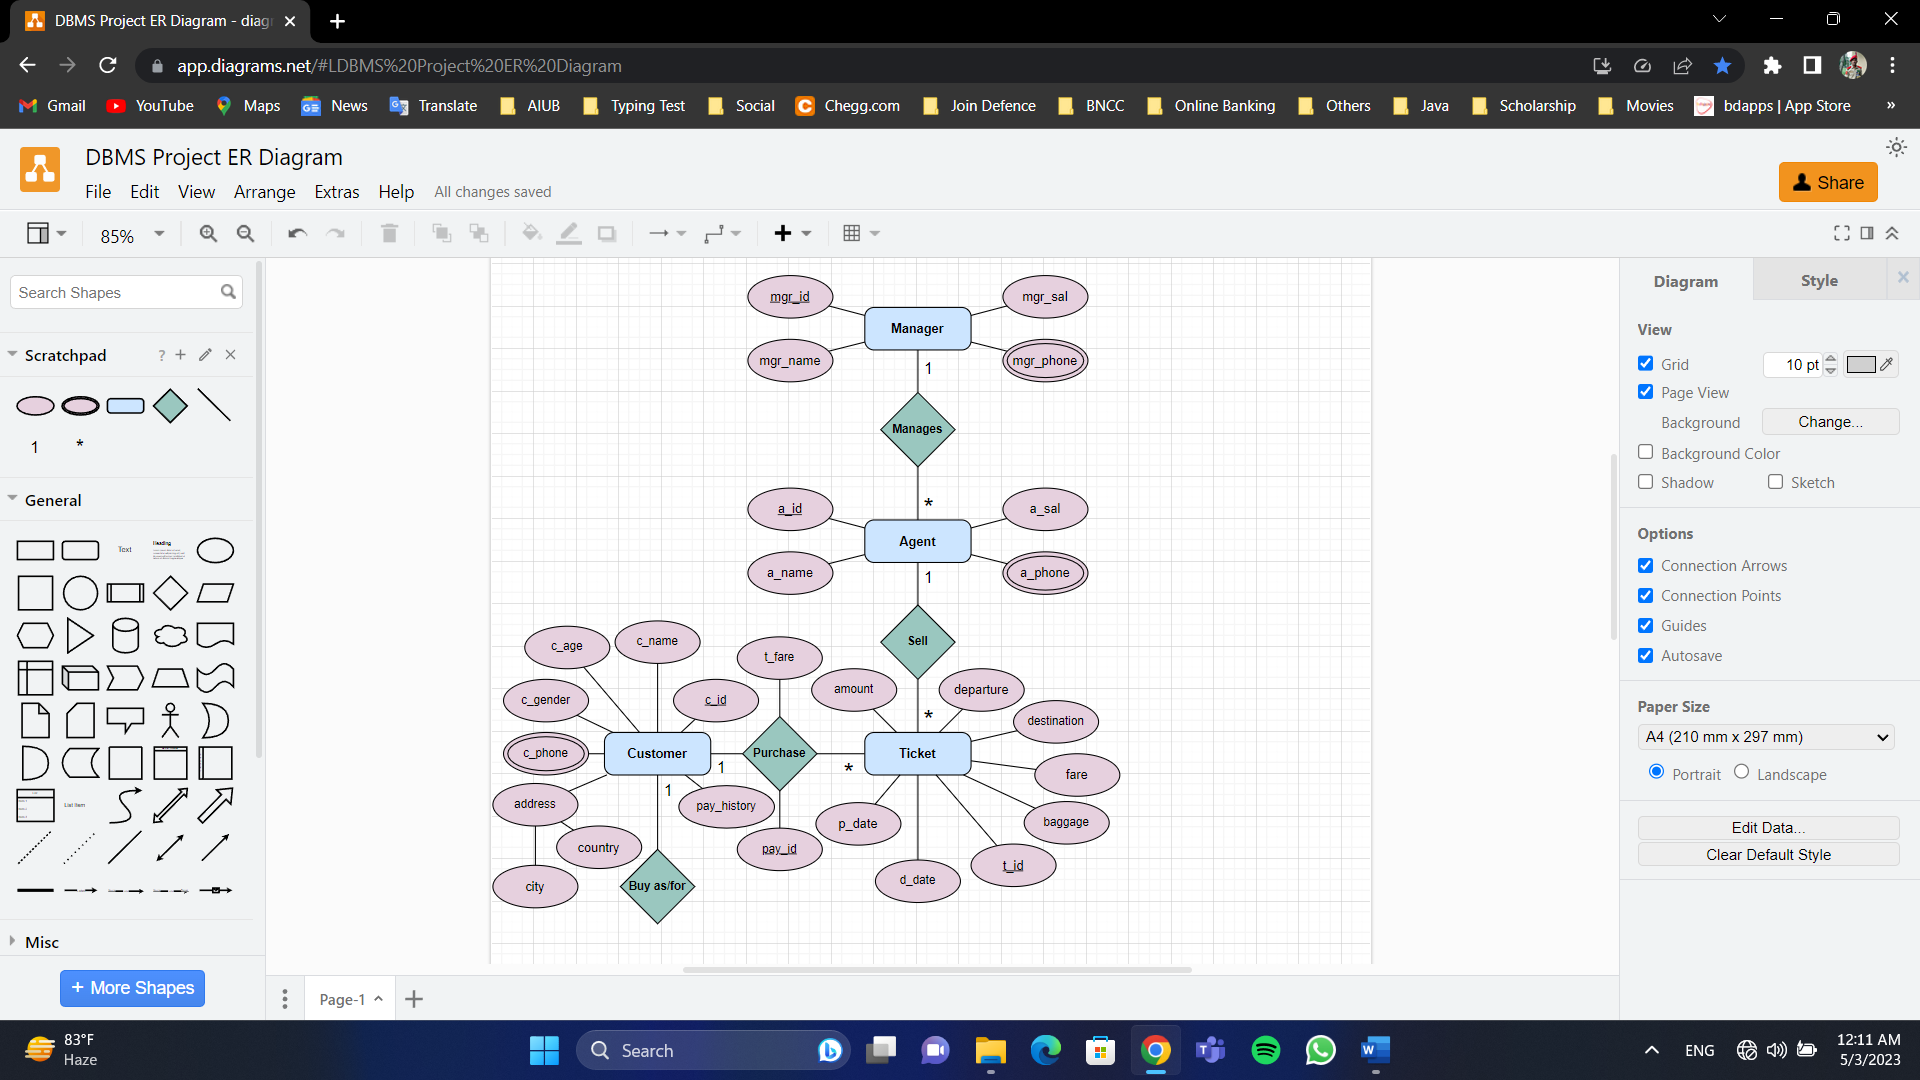 DBMS Project ER Diagram - diag
app.diagrams.net/#LDBMS%20Project%20ER%20Diagram
Gmail YouTube Maps News Translate AIUB Typing Test Social Chegg.com Join Defence BNCC Online Banking Others Java Scholarship Movies bdapps | App Store »
DBMS Project ER Diagram
File Edit View Arrange Extras Help All changes saved
Share
85%
Search Shapes
Scratchpad ?
1 *
General
Text
Heading
List Item
Misc
+ More Shapes
mgr_id
mgr_sal
Manager
mgr_name
mgr_phone
1
Manages
*
a_id
a_sal
Agent
a_name
a_phone
1
Sell
c_age
c_name
t_fare
amount
departure
c_gender
c_id
*
destination
c_phone
Customer
Purchase
Ticket
1
*
fare
1
address
pay_history
p_date
baggage
country
pay_id
t_id
city
Buy as/for
d_date
Page-1
Diagram Style
View
Grid 10 pt
Page View
Background Change...
Background Color
Shadow Sketch
Options
Connection Arrows
Connection Points
Guides
Autosave
Paper Size
A4 (210 mm x 297 mm)
Portrait Landscape
Edit Data...
Clear Default Style
83°F
Haze
Search
ENG
12:11 AM
5/3/2023